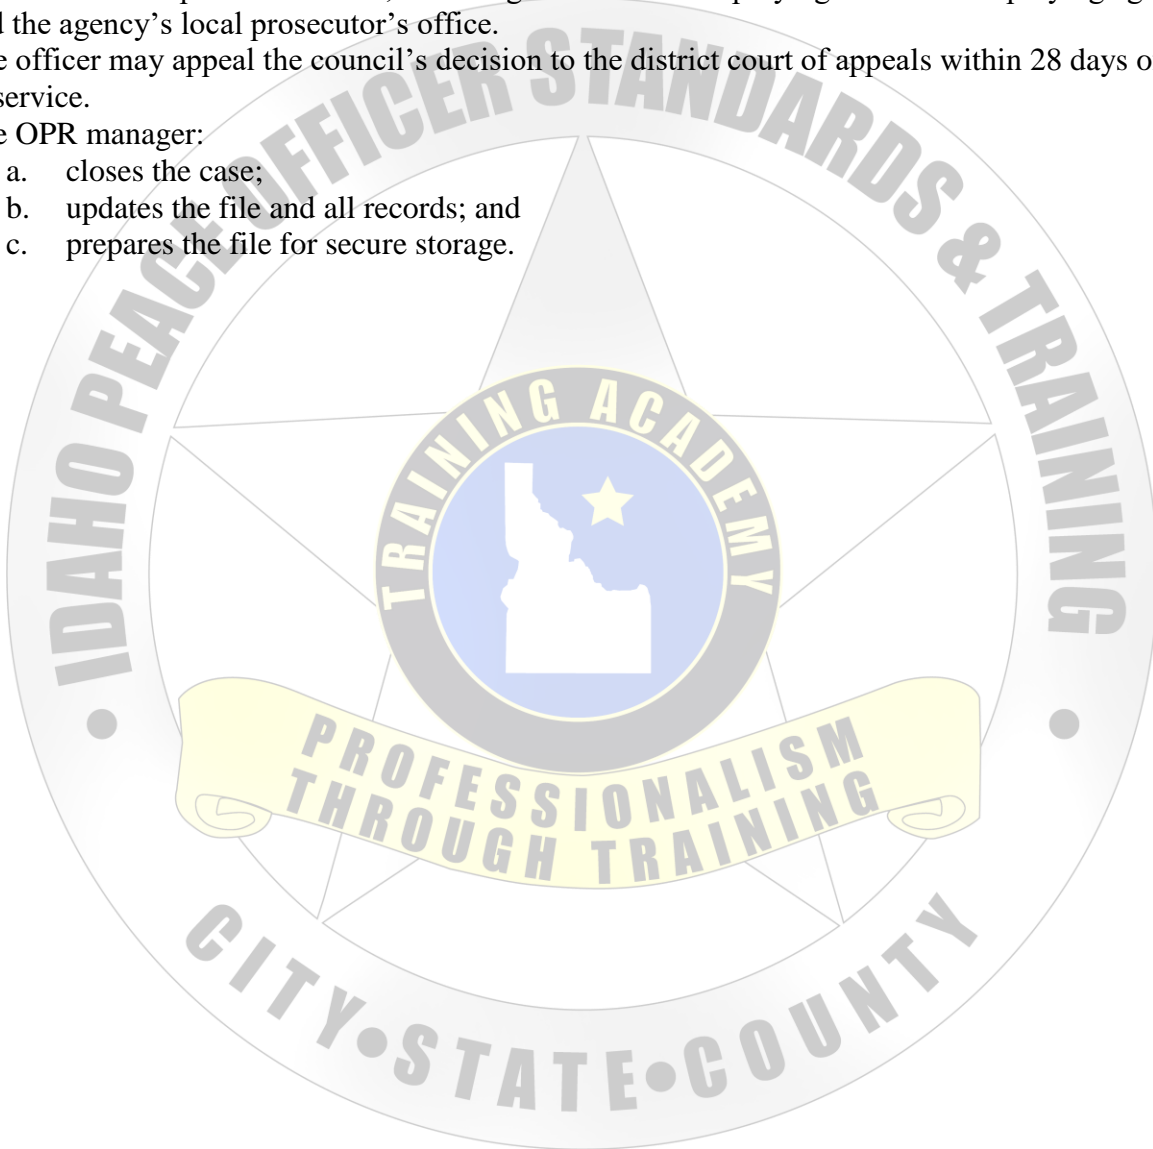 d the agency’s local prosecutor’s office.
e officer may appeal the council’s decision to the district court of appeals within 28 days o
service.
e OPR manager:
a. closes the case;
b. updates the file and all records; and
c. prepares the file for secure storage.
IDAHO PEACE OFFICER STANDARDS & TRAINING
TRAINING ACADEMY
PROFESSIONALISM
THROUGH TRAINING
CITY•STATE•COUNTY